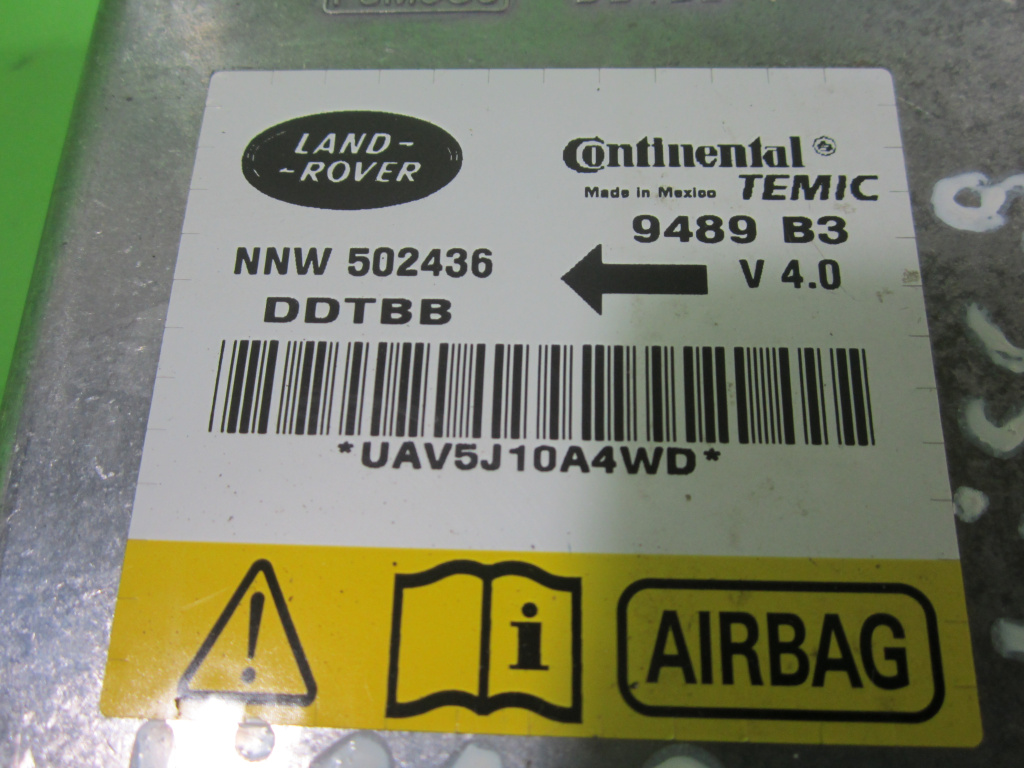 LAND-
-ROVER
Continental
Made in Mexico TEMIC
9489 B3
NNW 502436
V 4.0
DDTBB
*UAV5J10A4WD*
i
AIRBAG